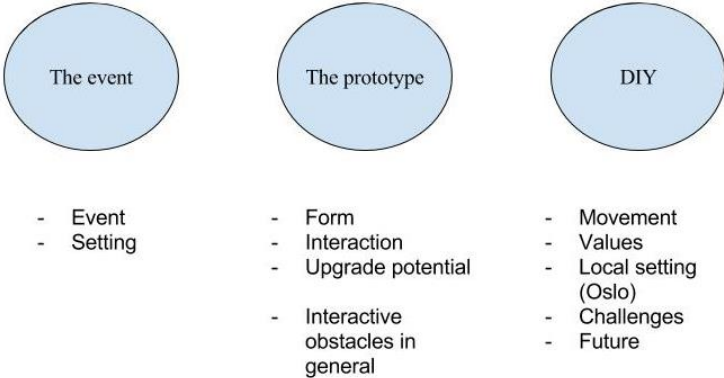 The event
The prototype
DIY
- Event
- Setting
- Form
- Interaction
- Upgrade potential
- Interactive
obstacles in
general
- Movement
- Values
- Local setting
(Oslo)
- Challenges
- Future